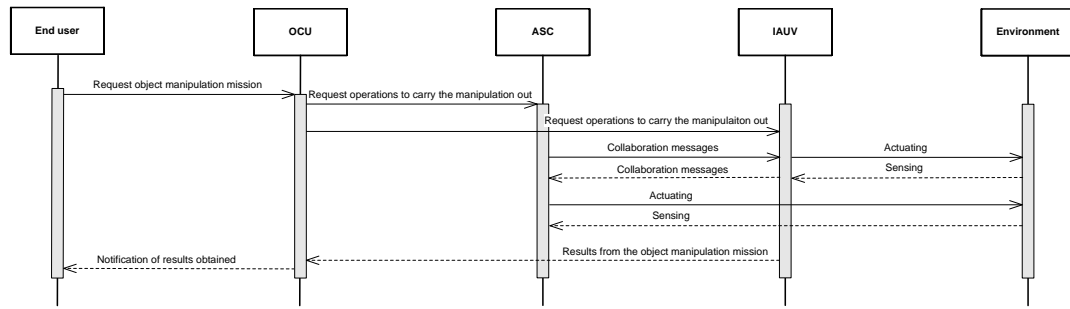 End user
OCU
ASC
IAUV
Environment
Request object manipulation mission
Request operations to carry the manipulation out
Request operations to carry the manipulaiton out
Collaboration messages
Actuating
Collaboration messages
Sensing
Actuating
Sensing
Results from the object manipulation mission
Notification of results obtained